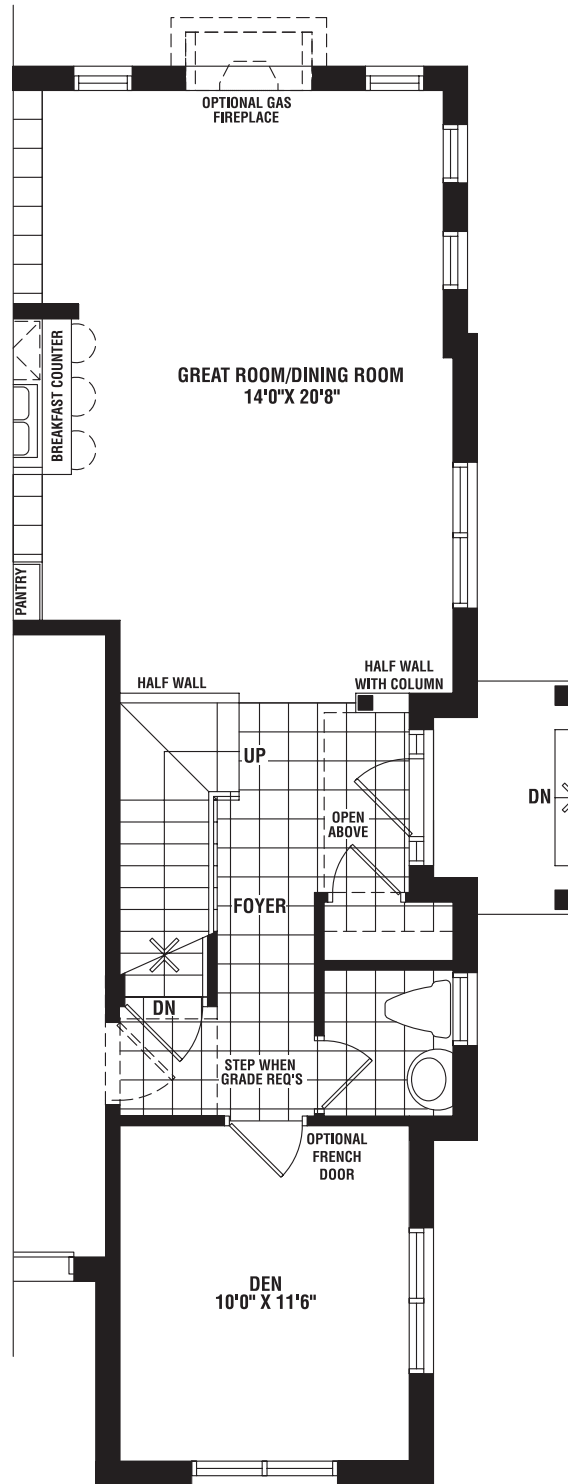 OPTIONAL GAS
FIREPLACE
BREAKFAST COUNTER
GREAT ROOM/DINING ROOM
14'0"X 20'8"
PANTRY
HALF WALL
HALF WALL
WITH COLUMN
UP
DN
OPEN
ABOVE
FOYER
DN
STEP WHEN
GRADE REQ'S
OPTIONAL
FRENCH
DOOR
DEN
10'0" X 11'6"